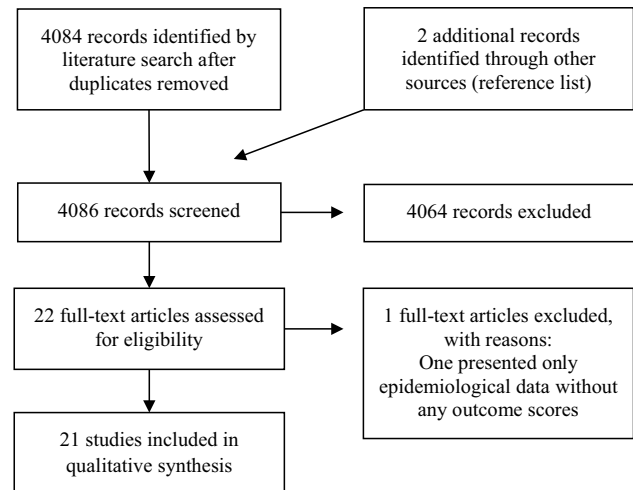 4084 records identified by
literature search after
duplicates removed
2 additional records
identified through other
sources (reference list)
4086 records screened
4064 records excluded
22 full-text articles assessed
for eligibility
1 full-text articles excluded,
with reasons:
One presented only
epidemiological data without
any outcome scores
21 studies included in
qualitative synthesis